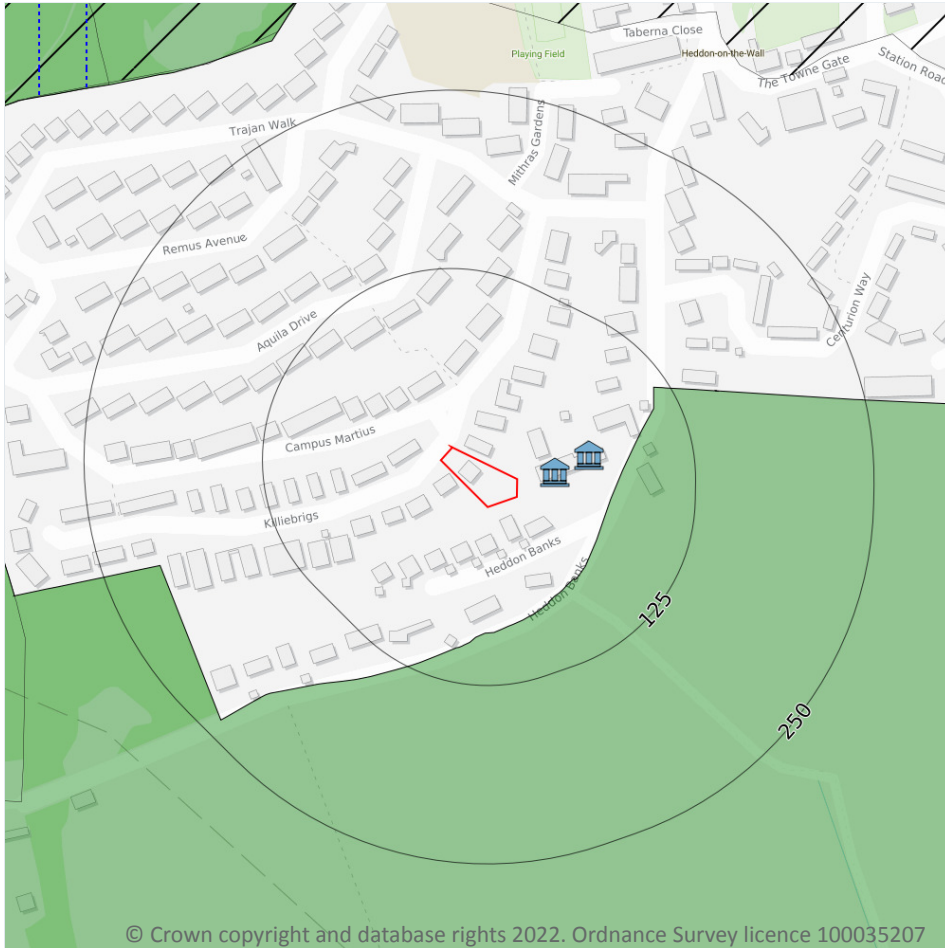 Taberna Close
Playing Field
Heddon-on-the-Wall
Station Road
The Towne Gate
Trajan Walk
Mithras Gardens
Remus Avenue
Centurion Way
Aquila Drive
Campus Martius
Killiebrigs
Heddon Banks
Heddon Banks
125
250
© Crown copyright and database rights 2022. Ordnance Survey licence 100035207